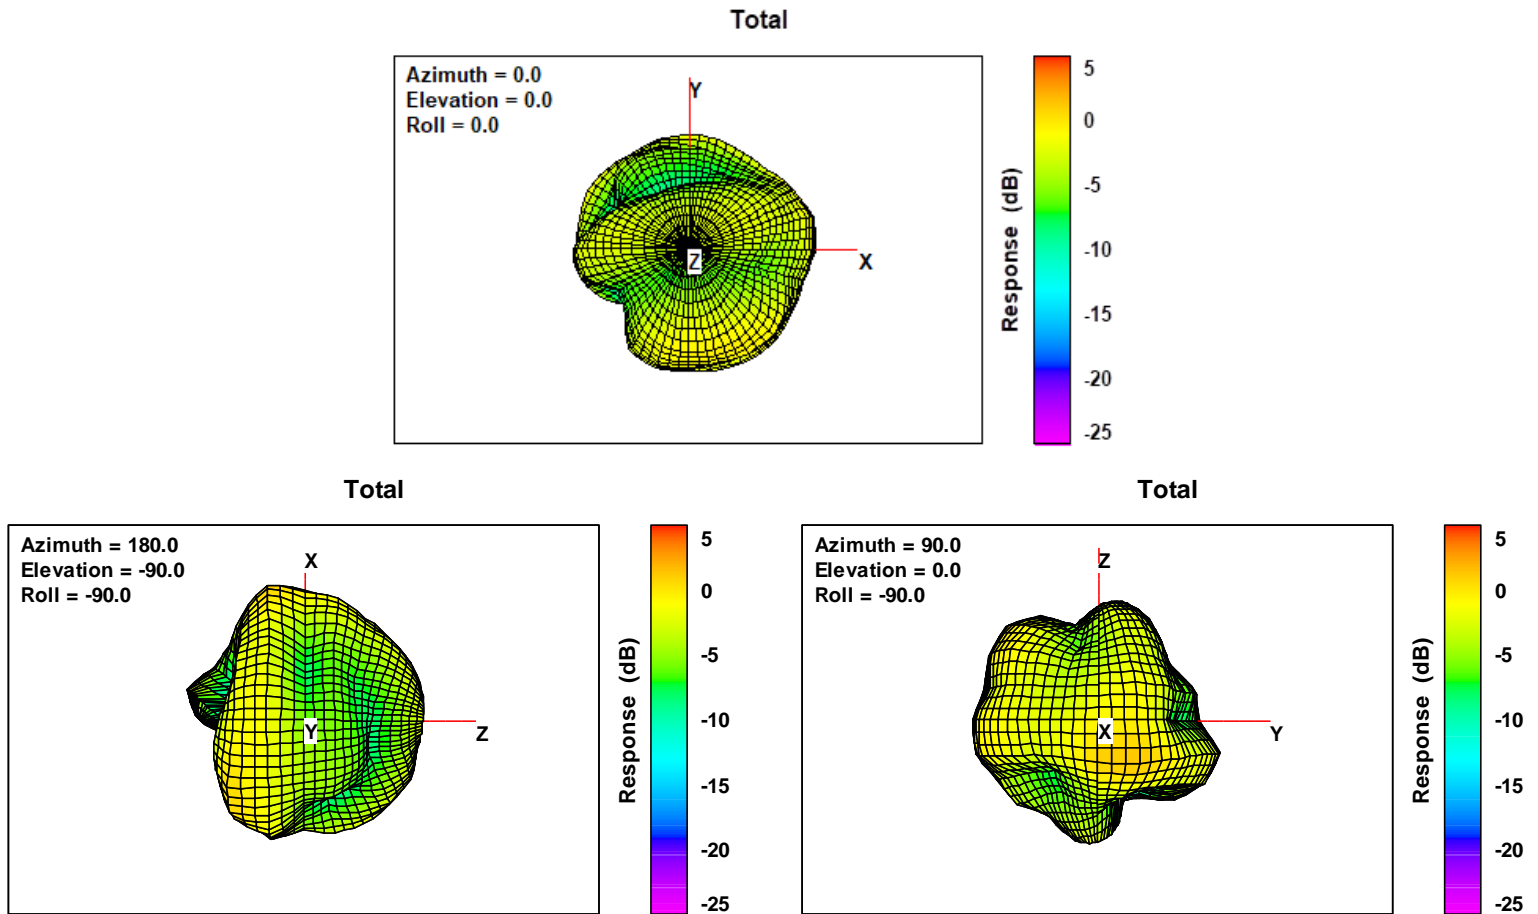 Total
Azimuth = 0.0
Elevation = 0.0
Roll = 0.0
Y
Z
X
Response (dB)
5
0
-5
-10
-15
-20
-25
Total
Azimuth = 180.0
Elevation = -90.0
Roll = -90.0
X
Y
Z
Response (dB)
5
0
-5
-10
-15
-20
-25
Total
Azimuth = 90.0
Elevation = 0.0
Roll = -90.0
Z
X
Y
Response (dB)
5
0
-5
-10
-15
-20
-25